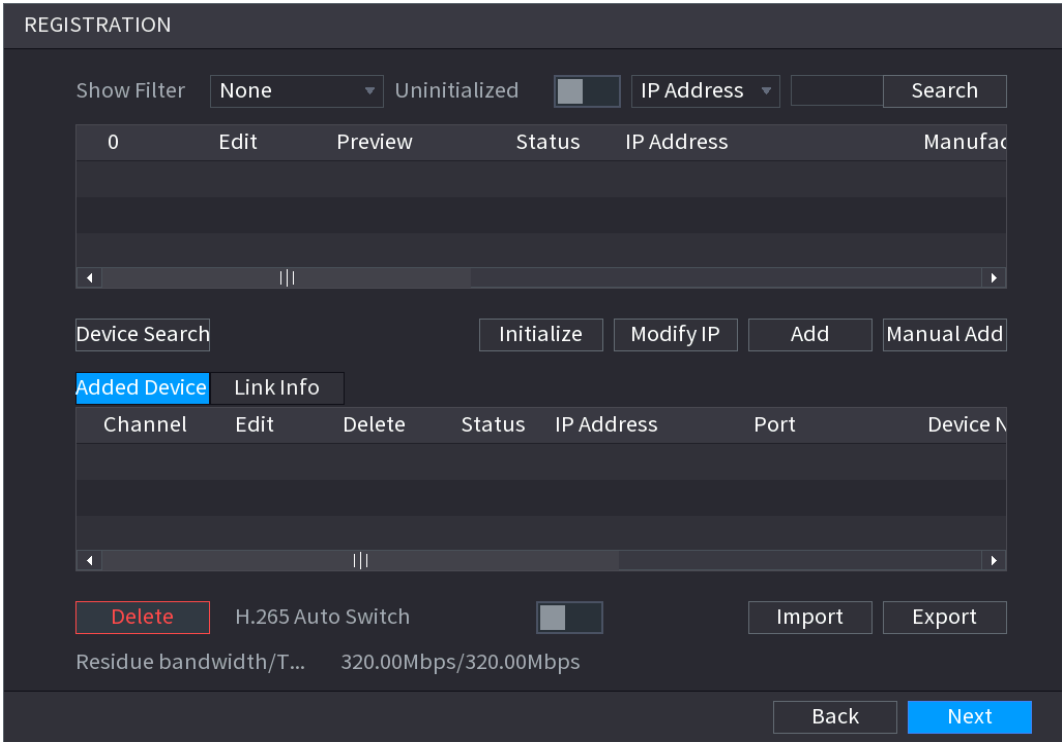 REGISTRATION
Show Filter None Uninitialized IP Address Search
0 Edit Preview Status IP Address Manufac
Device Search Initialize Modify IP Add Manual Add
Added Device Link Info
Channel Edit Delete Status IP Address Port Device N
Delete H.265 Auto Switch Import Export
Residue bandwidth/T... 320.00Mbps/320.00Mbps
Back Next